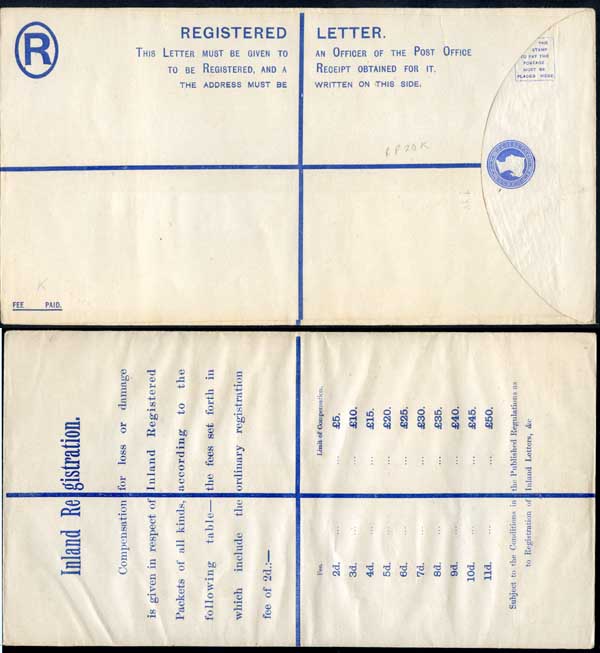 R
REGISTERED LETTER.
THIS LETTER MUST BE GIVEN TO AN OFFICER OF THE POST OFFICE
TO BE REGISTERED, AND A RECEIPT OBTAINED FOR IT.
THE ADDRESS MUST BE WRITTEN ON THIS SIDE.
THE
STAMP
TO PAY THE
POSTAGE
MUST BE
PLACED HERE
R P 20 K
K
FEE PAID.
Inland Registration.
Compensation for loss or damage
is given in respect of Inland Registered
Packets of all kinds, according to the
following table— the fees set forth in
which include the ordinary registration
fee of 2d.:—
Fee. Limit of Compensation.
2d. ... ... £5.
3d. ... ... £10.
4d. ... ... £15.
5d. ... ... £20.
6d. ... ... £25.
7d. ... ... £30.
8d. ... ... £35.
9d. ... ... £40.
10d. ... ... £45.
11d. ... ... £50.
Subject to the Conditions in the Published Regulations as
to Registration of Inland Letters, &c